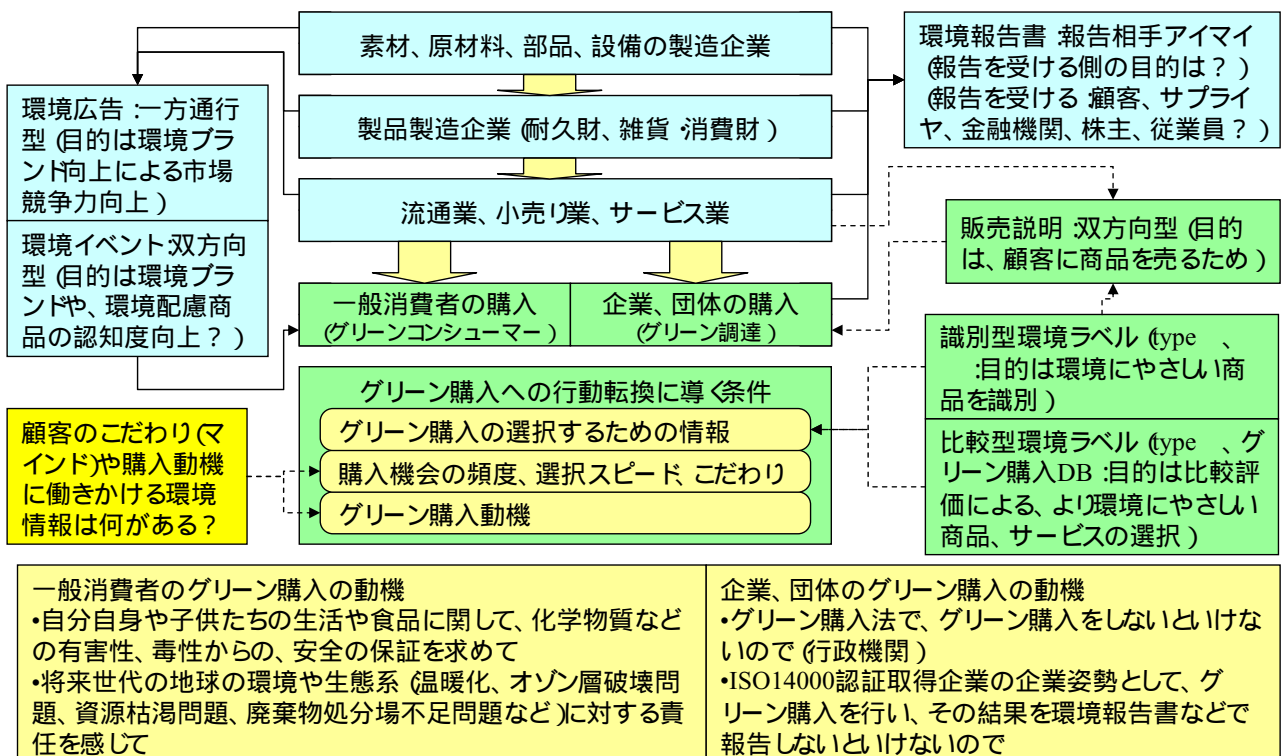 素材、原材料、部品、設備の製造企業
製品製造企業（耐久財、雑貨・消費財）
流通業、小売り業、サービス業
一般消費者の購入
（グリーンコンシューマー）
企業、団体の購入
（グリーン調達）
環境広告：一方通行
型（目的は環境ブラ
ンド向上による市場
競争力向上）
環境イベント：双方向
型（目的は環境ブラ
ンドや、環境配慮商
品の認知度向上？）
環境報告書：報告相手アイマイ
（報告を受ける側の目的は？）
（報告を受ける：顧客、サプライ
ヤ、金融機関、株主、従業員？）
販売説明：双方向型（目的
は、顧客に商品を売るため）
識別型環境ラベル（type 、
：目的は環境にやさしい商
品を識別）
比較型環境ラベル（type 、グ
リーン購入DB：目的は比較評
価による、より環境にやさしい
商品、サービスの選択）
グリーン購入への行動転換に導く条件
グリーン購入の選択するための情報
購入機会の頻度、選択スピード、こだわり
グリーン購入動機
顧客のこだわり（マ
インド）や購入動機
に働きかける環境
情報は何がある？
一般消費者のグリーン購入の動機
•自分自身や子供たちの生活や食品に関して、化学物質など
の有害性、毒性からの、安全の保証を求めて
•将来世代の地球の環境や生態系（温暖化、オゾン層破壊問
題、資源枯渇問題、廃棄物処分場不足問題など）に対する責
任を感じて
企業、団体のグリーン購入の動機
•グリーン購入法で、グリーン購入をしないといけな
いので（行政機関）
•ISO14000認証取得企業の企業姿勢として、グ
リーン購入を行い、その結果を環境報告書などで
報告しないといけないので